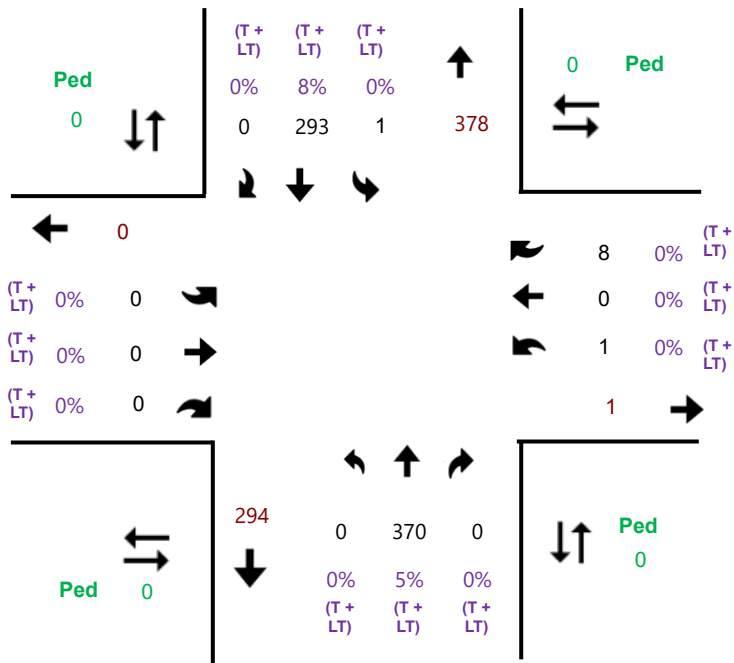 (T + LT) (T + LT) (T + LT)
0% 8% 0%
0 293 1 378
Ped
0
0 Ped
0
(T + LT) 0% 0
(T + LT) 0% 0
(T + LT) 0% 0
8 0% (T + LT)
0 0% (T + LT)
1 0% (T + LT)
1
294
0 370 0
0% 5% 0%
(T + LT) (T + LT) (T + LT)
Ped 0
Ped
0